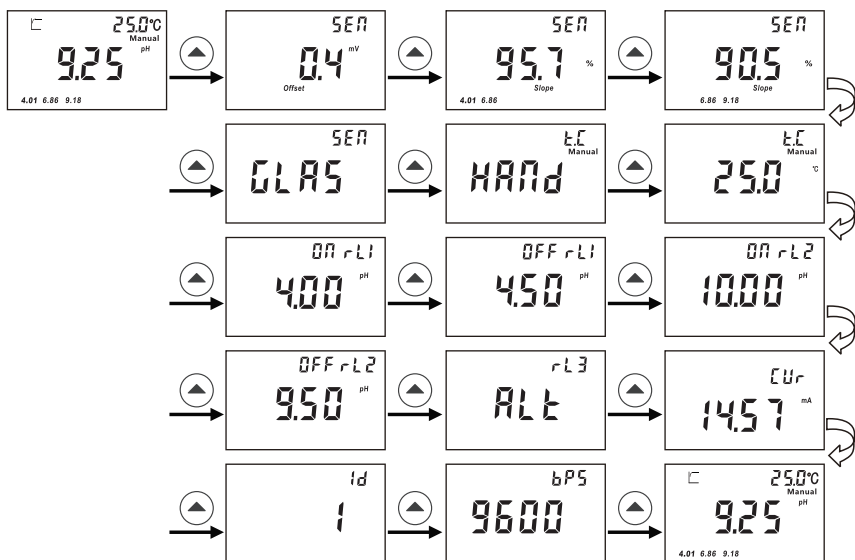 25.0°C
Manual
9.25 pH
4.01 6.86 9.18
SEN
0.4 mV
Offset
SEN
95.7 %
Slope
4.01 6.86
SEN
90.5 %
Slope
6.86 9.18
SEN
GLAS
t.C
Manual
HANd
t.C
Manual
25.0 °C
ON rL1
4.00 pH
OFF rL1
4.50 pH
ON rL2
10.00 pH
OFF rL2
9.50 pH
rL3
ALt
CUr
14.57 mA
Id
1
bPS
9600
25.0°C
Manual
9.25 pH
4.01 6.86 9.18